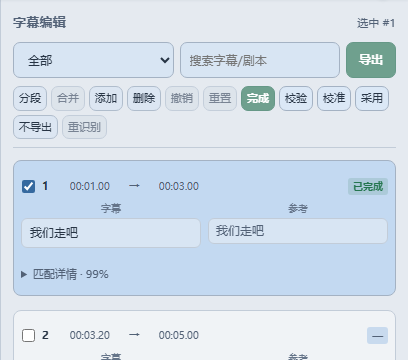 字幕编辑 选中 #1
全部 搜索字幕/剧本 导出
分段 合并 添加 删除 撤销 重置 完成 校验 校准 采用
不导出 重识别
1 00:01.00 → 00:03.00 已完成
字幕 参考
我们走吧 我们走吧
▶ 匹配详情 · 99%
2 00:03.20 → 00:05.00 —
字幕 参考